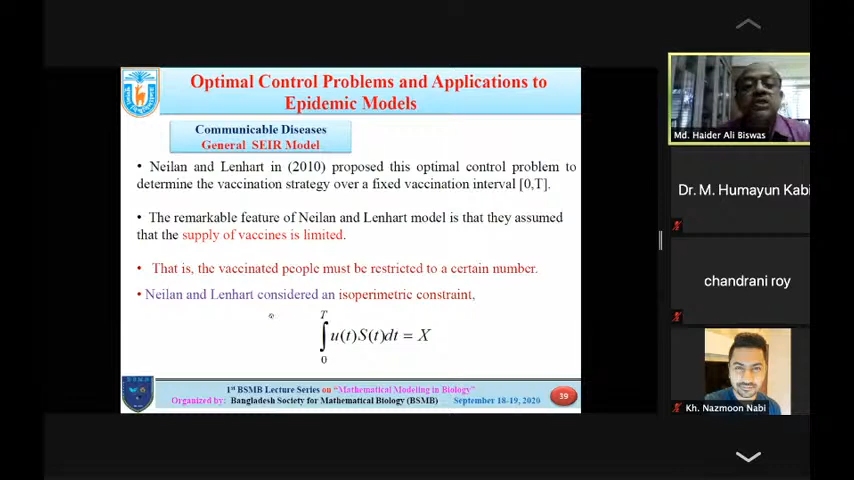 Optimal Control Problems and Applications to
Epidemic Models
Communicable Diseases
General SEIR Model
• Neilan and Lenhart in (2010) proposed this optimal control problem to
determine the vaccination strategy over a fixed vaccination interval [0,T].
• The remarkable feature of Neilan and Lenhart model is that they assumed
that the supply of vaccines is limited.
• That is, the vaccinated people must be restricted to a certain number.
• Neilan and Lenhart considered an isoperimetric constraint,
T
∫ u(t)S(t)dt = X
0
1st BSMB Lecture Series on “Mathematical Modeling in Biology”
Organized by: Bangladesh Society for Mathematical Biology (BSMB) September 18-19, 2020
39
Md. Haider Ali Biswas
Dr. M. Humayun Kabi
chandrani roy
Kh. Nazmoon Nabi